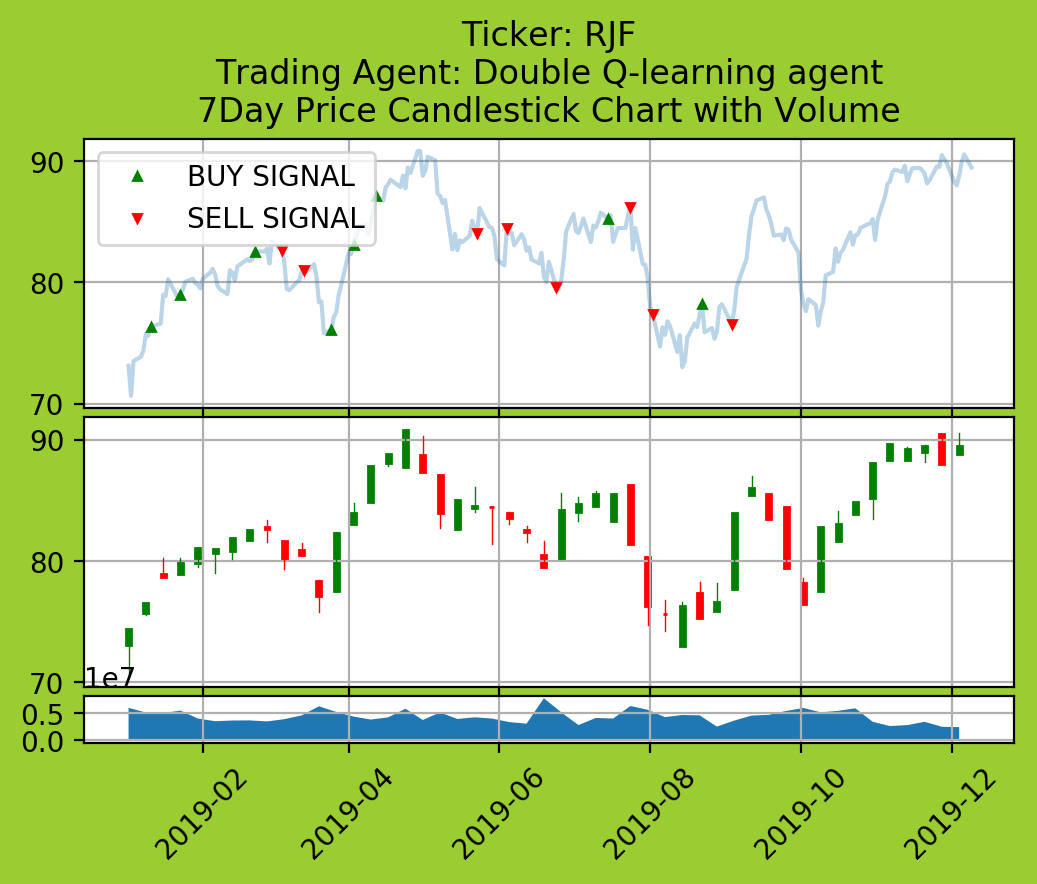 Ticker: RJF
Trading Agent: Double Q-learning agent
7Day Price Candlestick Chart with Volume
90
80
70
BUY SIGNAL
SELL SIGNAL
90
80
70
1e7
0.5
0.0
2019-02
2019-04
2019-06
2019-08
2019-10
2019-12